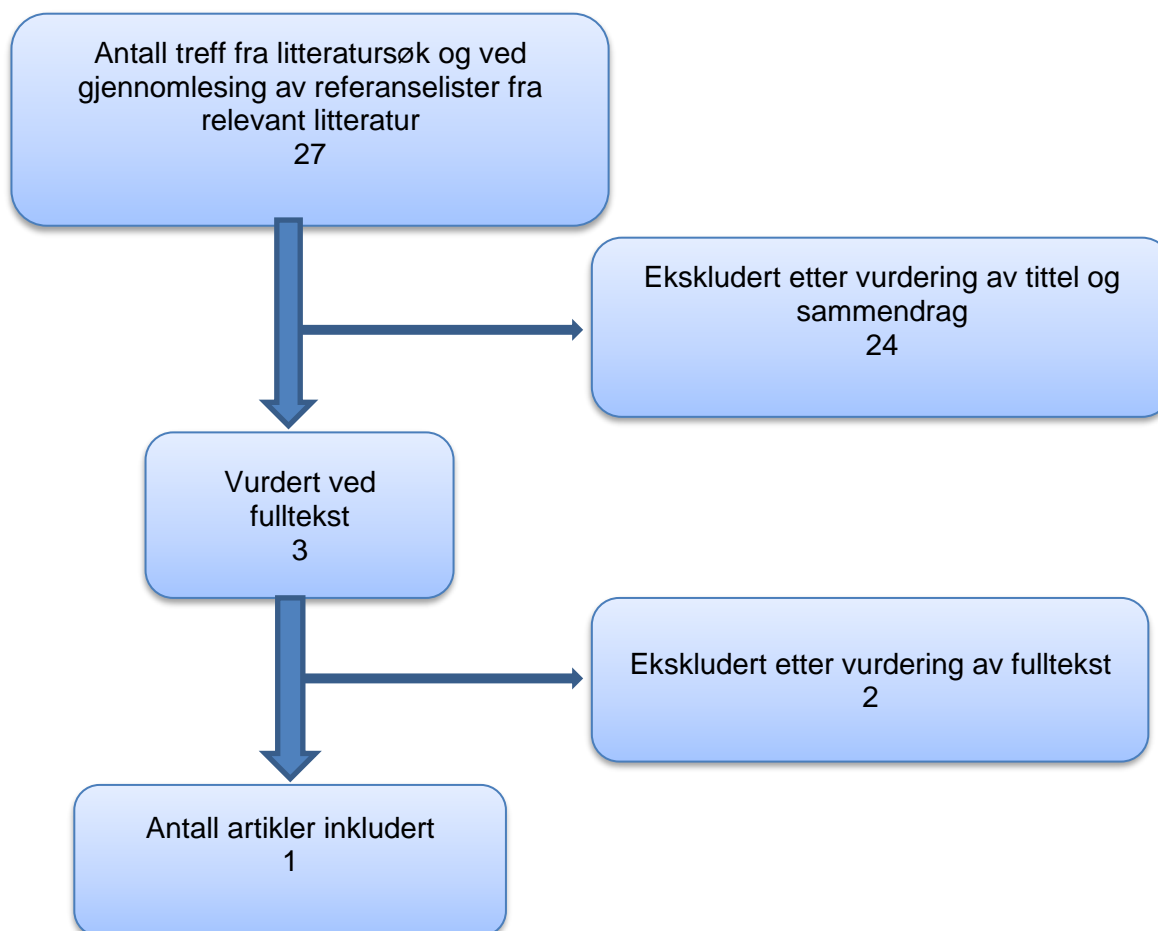 Antall treff fra litteratursøk og ved
gjennomlesing av referanselister fra
relevant litteratur
27
Ekskludert etter vurdering av tittel og
sammendrag
24
Vurdert ved
fulltekst
3
Ekskludert etter vurdering av fulltekst
2
Antall artikler inkludert
1